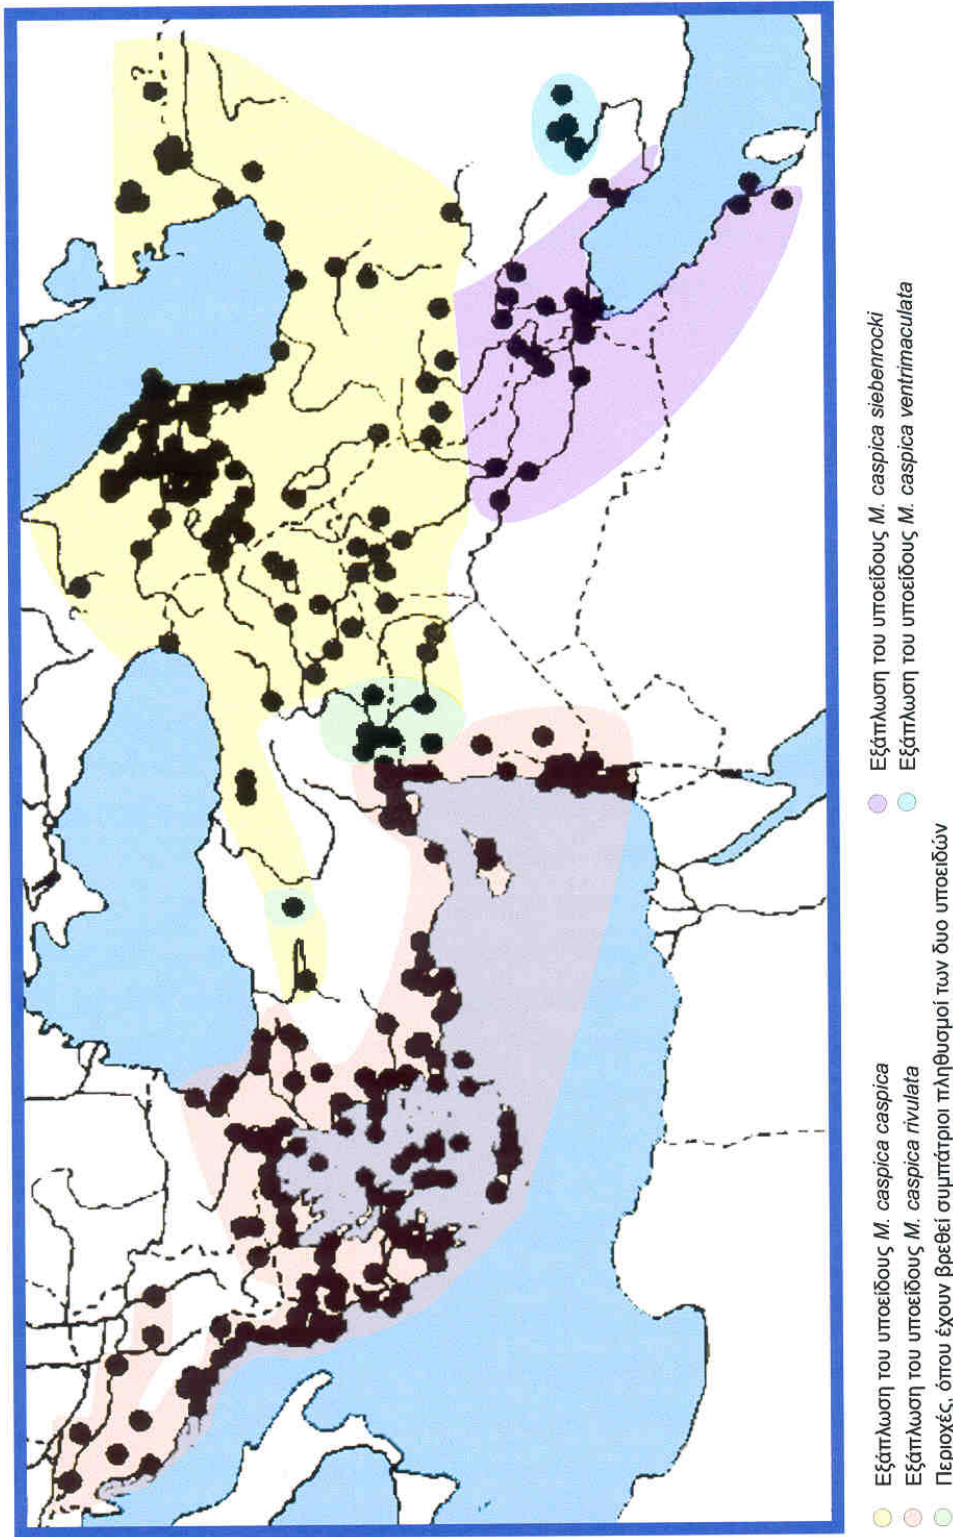 ?
Εξάπλωση του υποείδους M. caspica caspica
Εξάπλωση του υποείδους M. caspica rivulata
Περιοχές, όπου έχουν βρεθεί συμπάτριοι πληθυσμοί των δυο υποειδών
Εξάπλωση του υποείδους M. caspica siebenrocki
Εξάπλωση του υποείδους M. caspica ventrimaculata